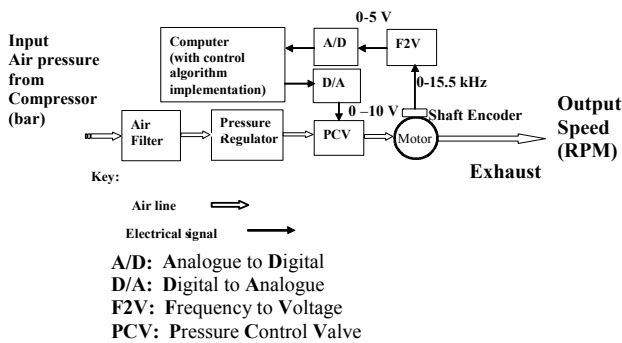 Input
Air pressure
from
Compressor
(bar)
Computer
(with control
algorithm
implementation)
A/D
0-5 V
F2V
D/A
0-15.5 kHz
0 –10 V
Shaft Encoder
Air
Filter
Pressure
Regulator
PCV
Motor
Output
Speed
(RPM)
Exhaust
Key:
Air line
Electrical signal
A/D: Analogue to Digital
D/A: Digital to Analogue
F2V: Frequency to Voltage
PCV: Pressure Control Valve